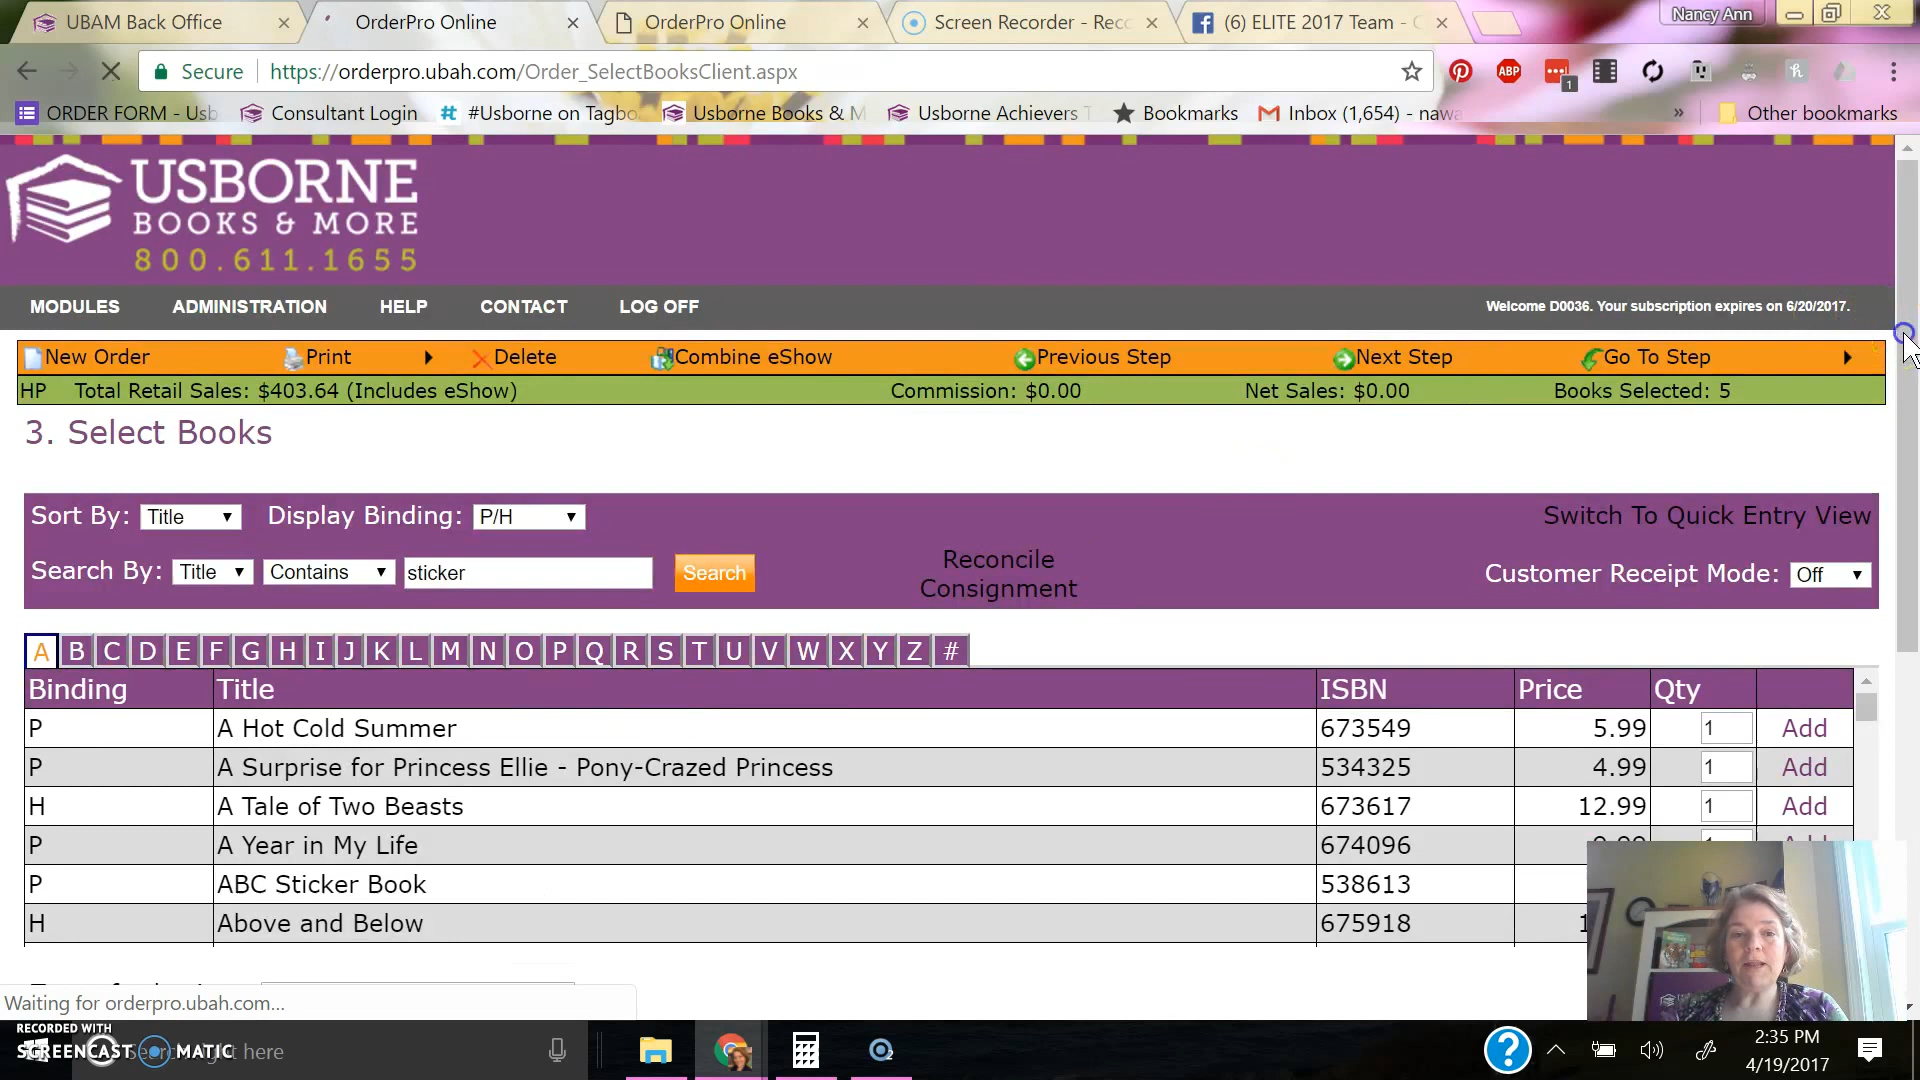 UBAM Back Office
OrderPro Online
OrderPro Online
Screen Recorder - Reco
(6) ELITE 2017 Team - C
Nancy Ann
Secure
https://orderpro.ubah.com/Order_SelectBooksClient.aspx
ABP
1
ORDER FORM - Usb
Consultant Login
#Usborne on Tagbo
Usborne Books & M
Usborne Achievers T
Bookmarks
Inbox (1,654) - nawa
»
Other bookmarks
USBORNE
BOOKS & MORE
800.611.1655
MODULES ADMINISTRATION HELP CONTACT LOG OFF
Welcome D0036. Your subscription expires on 6/20/2017.
New Order Print Delete Combine eShow Previous Step Next Step Go To Step
HP Total Retail Sales: $403.64 (Includes eShow) Commission: $0.00 Net Sales: $0.00 Books Selected: 5
3. Select Books
Sort By: Title Display Binding: P/H Switch To Quick Entry View
Search By: Title Contains sticker Search
Reconcile
Consignment
Customer Receipt Mode: Off
A B C D E F G H I J K L M N O P Q R S T U V W X Y Z #
Binding Title ISBN Price Qty
P A Hot Cold Summer 673549 5.99 1 Add
P A Surprise for Princess Ellie - Pony-Crazed Princess 534325 4.99 1 Add
H A Tale of Two Beasts 673617 12.99 1 Add
P A Year in My Life 674096
P ABC Sticker Book 538613
H Above and Below 675918
Waiting for orderpro.ubah.com...
RECORDED WITH
SCREENCAST MATIC
here
2:35 PM
4/19/2017